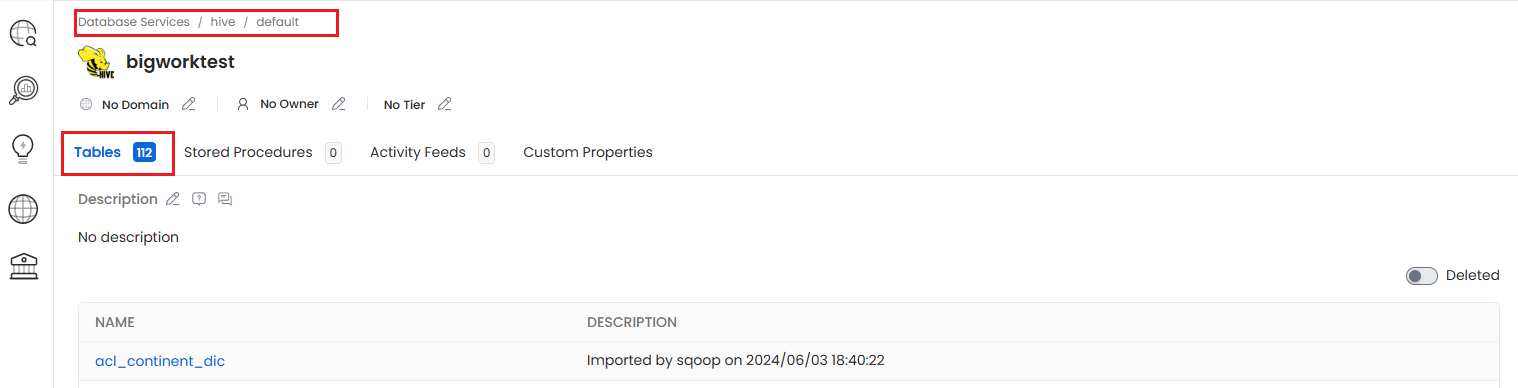 Database Services / hive / default
HIVE
bigworktest
No Domain No Owner No Tier
Tables 112 Stored Procedures 0 Activity Feeds 0 Custom Properties
Description
No description
Deleted
NAME DESCRIPTION
acl_continent_dic Imported by sqoop on 2024/06/03 18:40:22